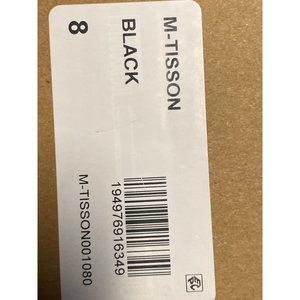 M-TISSON
BLACK
8
194976916349
M-TISSON001080